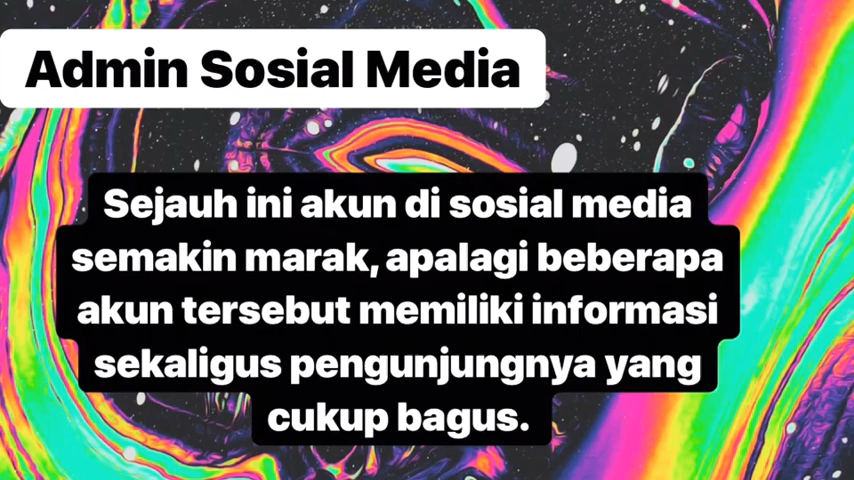 Admin Sosial Media
Sejauh ini akun di sosial media
semakin marak, apalagi beberapa
akun tersebut memiliki informasi
sekaligus pengunjungnya yang
cukup bagus.